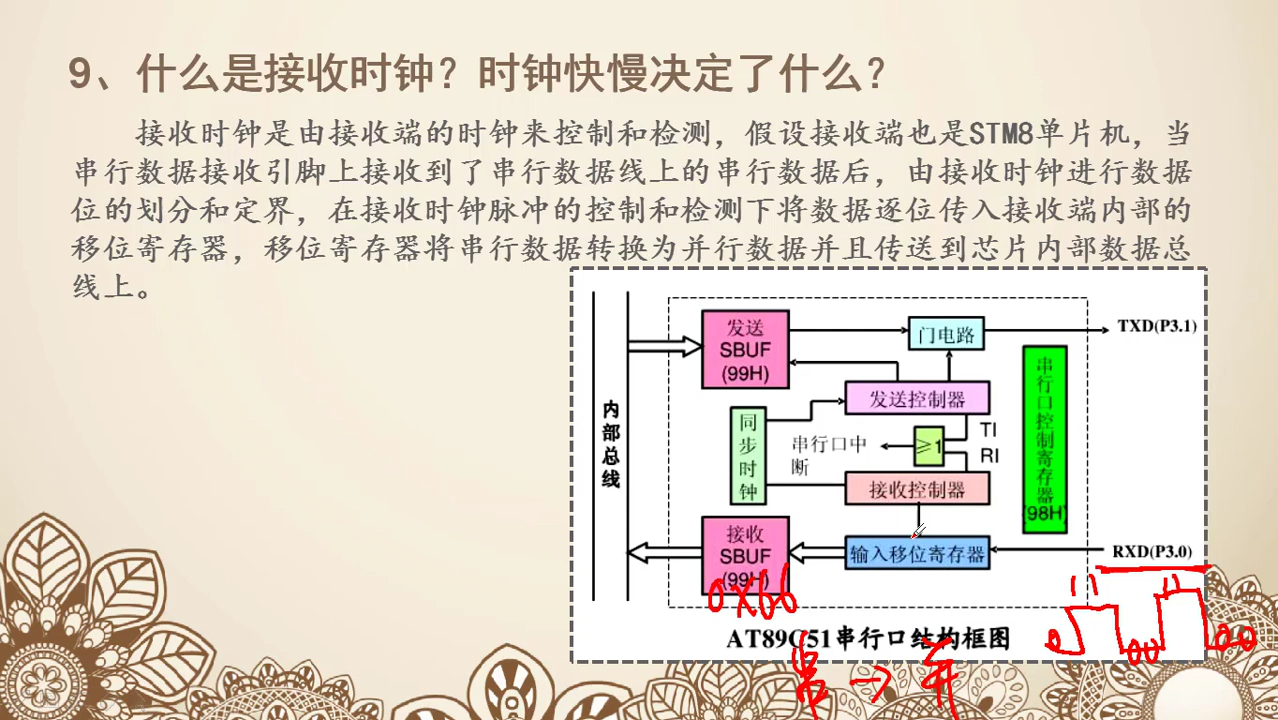 9、什么是接收时钟？时钟快慢决定了什么？
接收时钟是由接收端的时钟来控制和检测，假设接收端也是STM8单片机，当
串行数据接收引脚上接收到了串行数据线上的串行数据后，由接收时钟进行数据
位的划分和定界，在接收时钟脉冲的控制和检测下将数据逐位传入接收端内部的
移位寄存器，移位寄存器将串行数据转换为并行数据并且传送到芯片内部数据总
线上。
内部总线
发送
SBUF
(99H)
门电路
TXD(P3.1)
发送控制器
同步时钟
串行口中
断
≥1
TI
RI
接收控制器
串行口控制寄存器
(98H)
接收
SBUF
(99H)
输入移位寄存器
RXD(P3.0)
0x66
0 11 00 11 00
AT89C51串行口结构框图
串→并